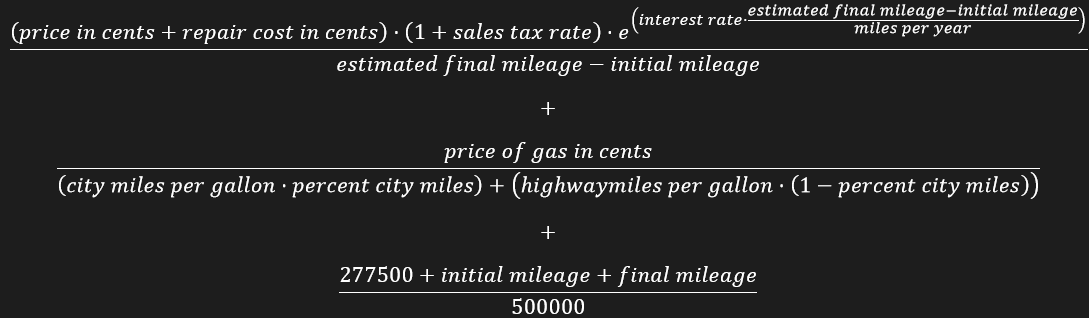 (price in cents + repair cost in cents) · (1 + sales tax rate) · e^(interest rate · (estimated final mileage−initial mileage)/(miles per year))
estimated final mileage − initial mileage
+
price of gas in cents
(city miles per gallon · percent city miles) + (highwaymiles per gallon · (1 − percent city miles))
+
277500 + initial mileage + final mileage
500000